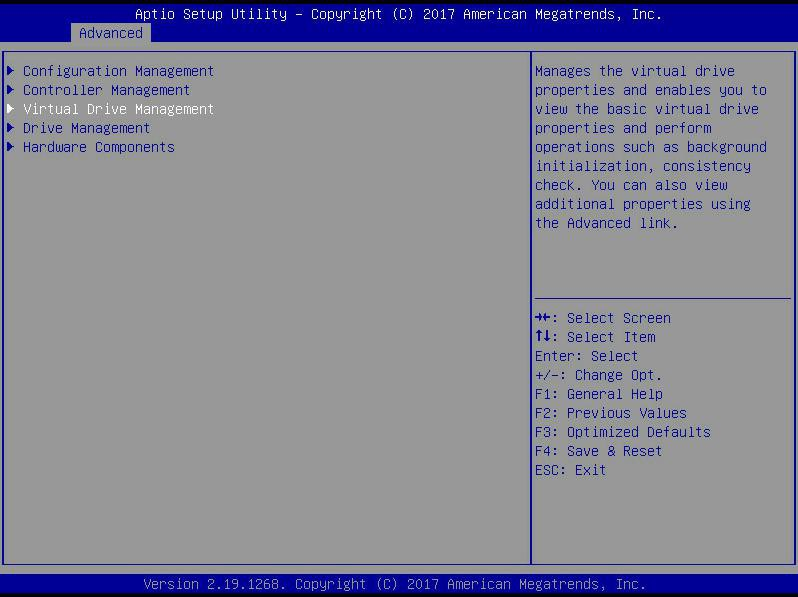 Aptio Setup Utility – Copyright (C) 2017 American Megatrends, Inc.
Advanced
Configuration Management
Controller Management
Virtual Drive Management
Drive Management
Hardware Components
Manages the virtual drive
properties and enables you to
view the basic virtual drive
properties and perform
operations such as background
initialization, consistency
check. You can also view
additional properties using
the Advanced link.
→←: Select Screen
↑↓: Select Item
Enter: Select
+/-: Change Opt.
F1: General Help
F2: Previous Values
F3: Optimized Defaults
F4: Save & Reset
ESC: Exit
Version 2.19.1268. Copyright (C) 2017 American Megatrends, Inc.